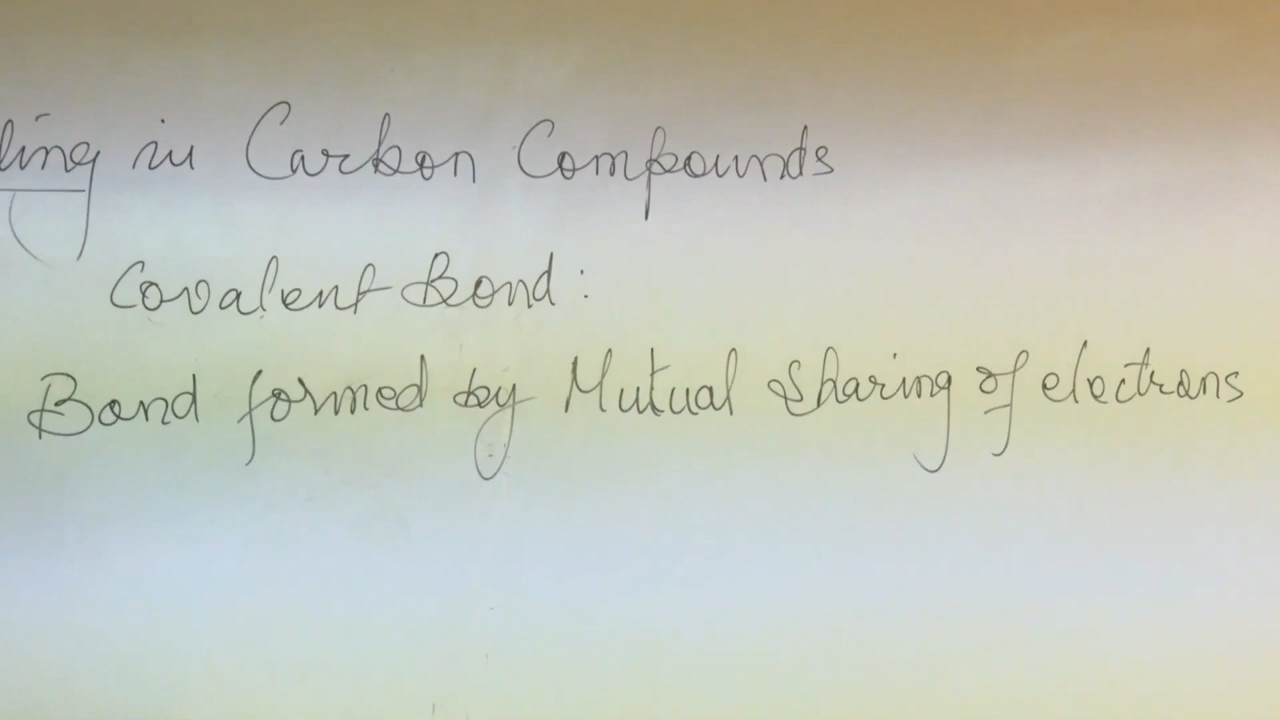 ling in Carbon Compounds
Covalent Bond:
Bond formed by Mutual Sharing of electrons